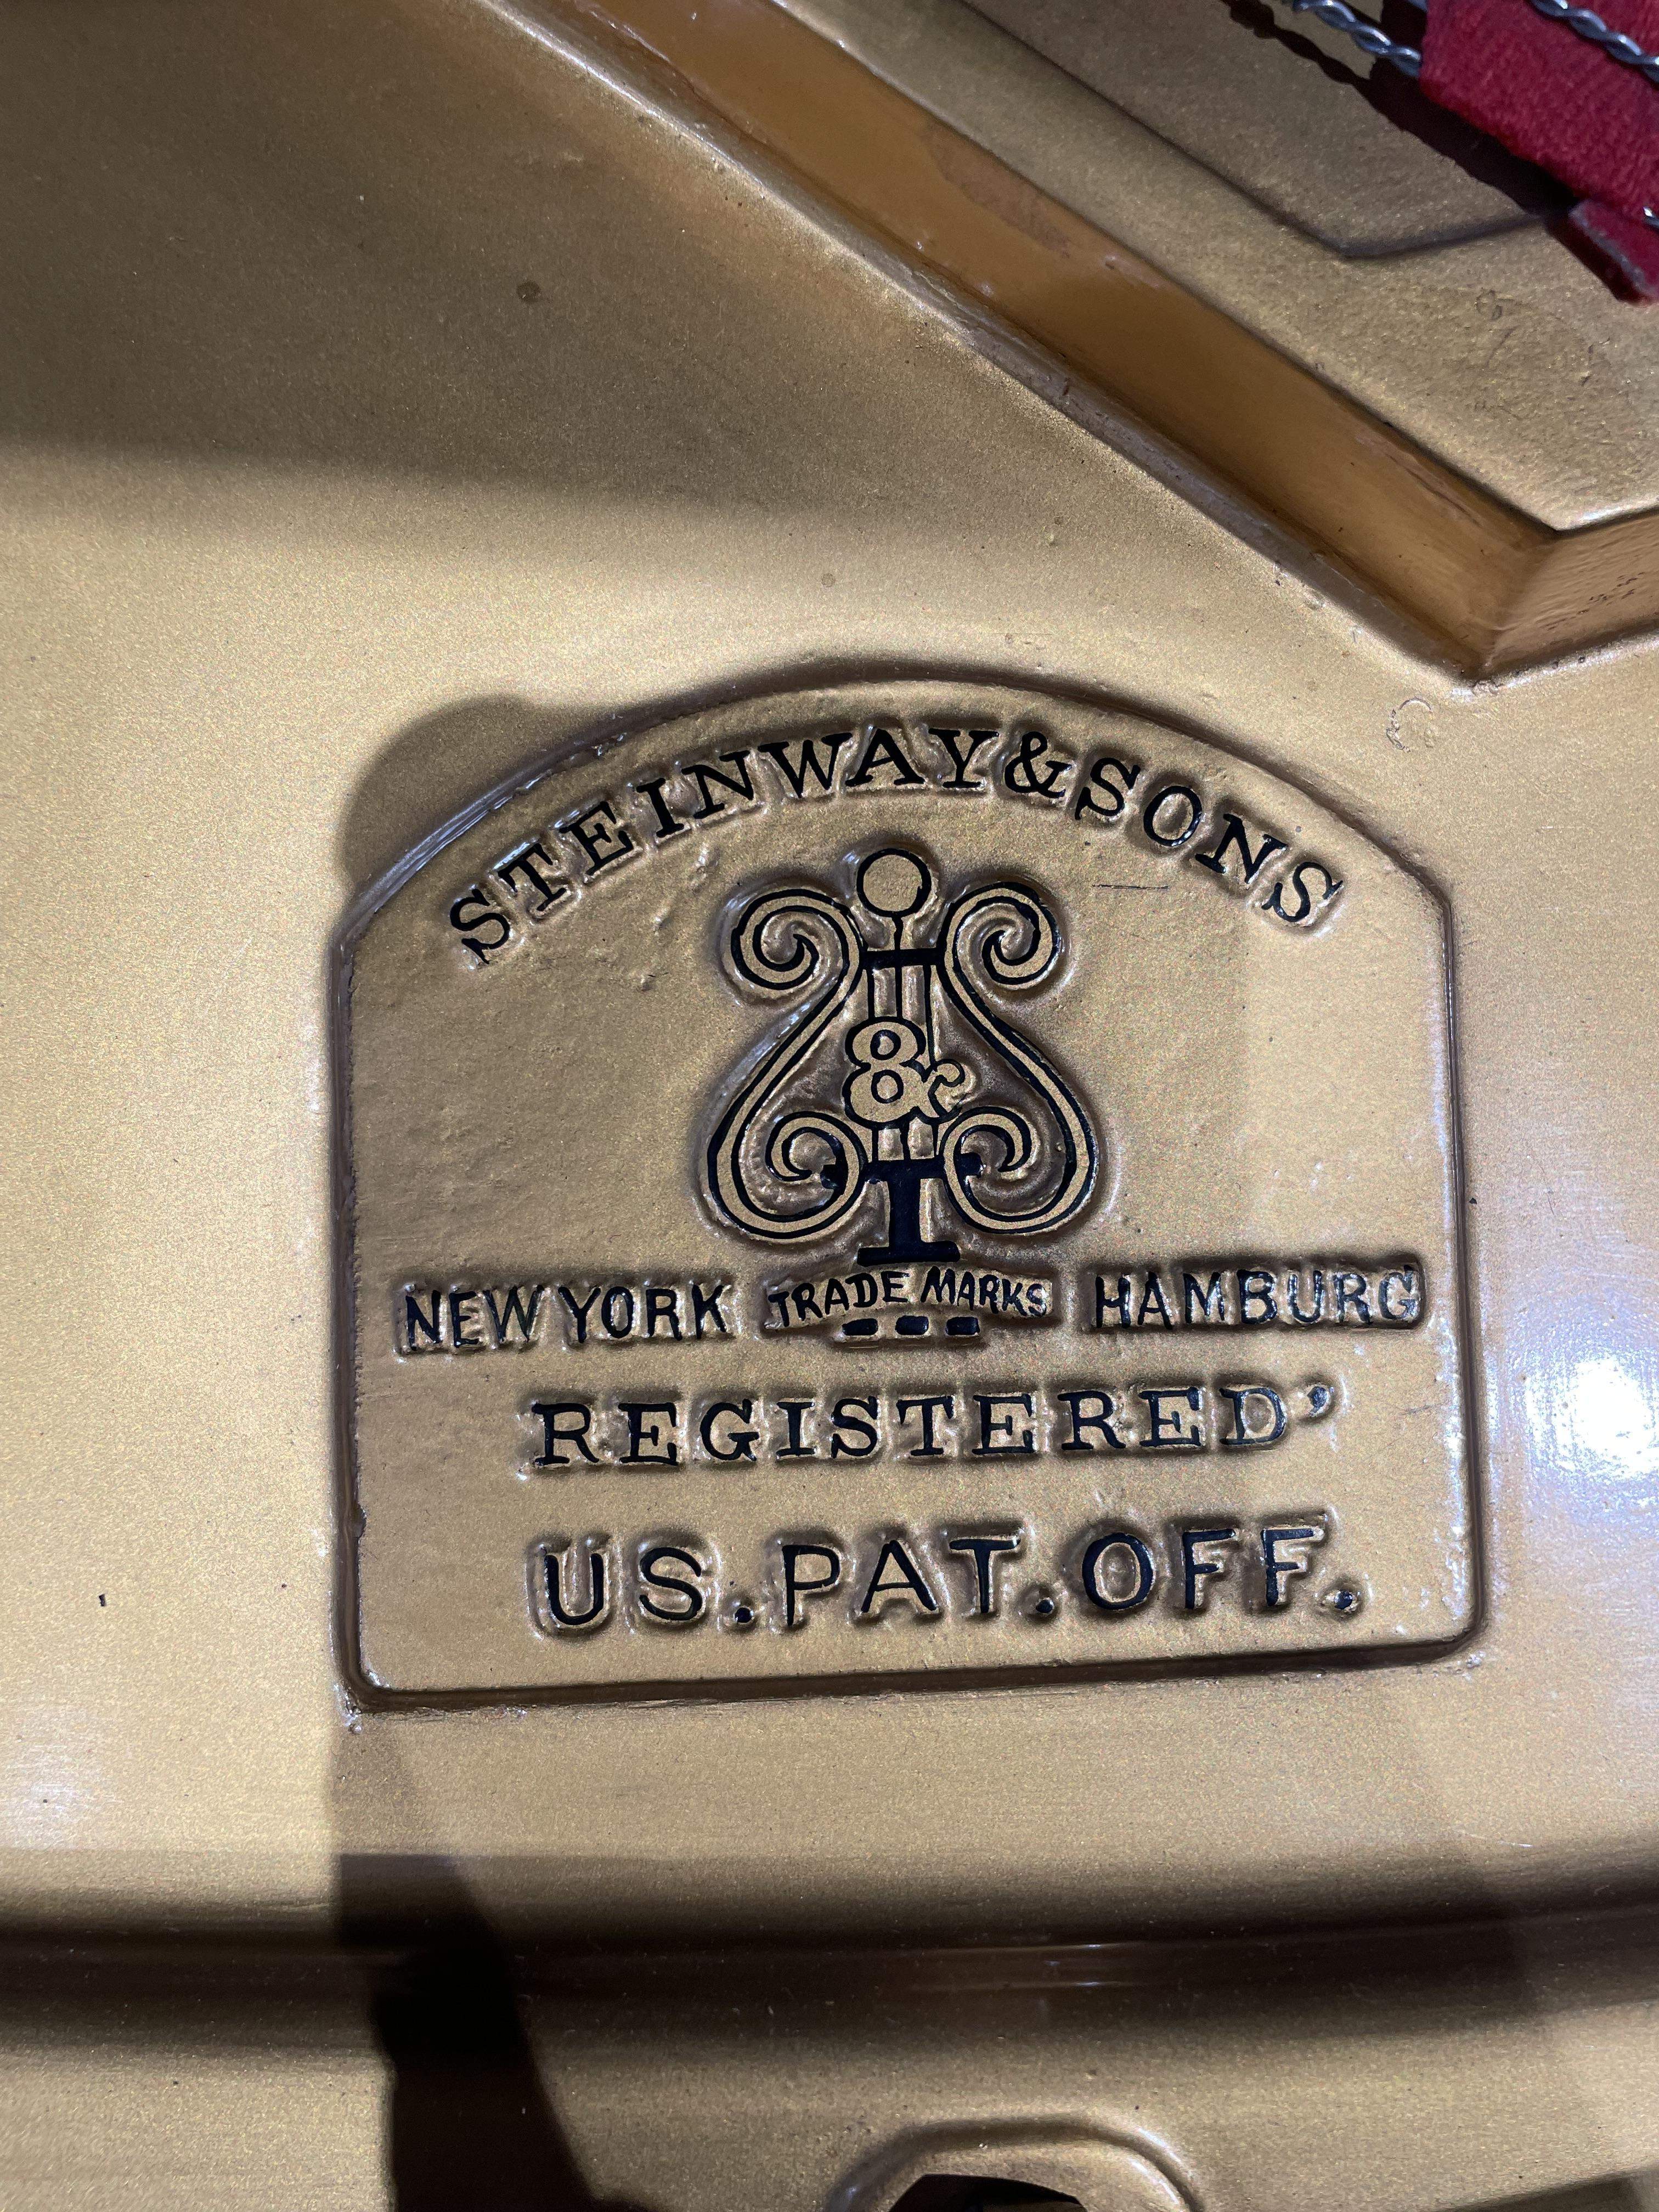 STEINWAY & SONS
&
NEW YORK TRADE MARKS HAMBURG
REGISTERED'
US.PAT.OFF.